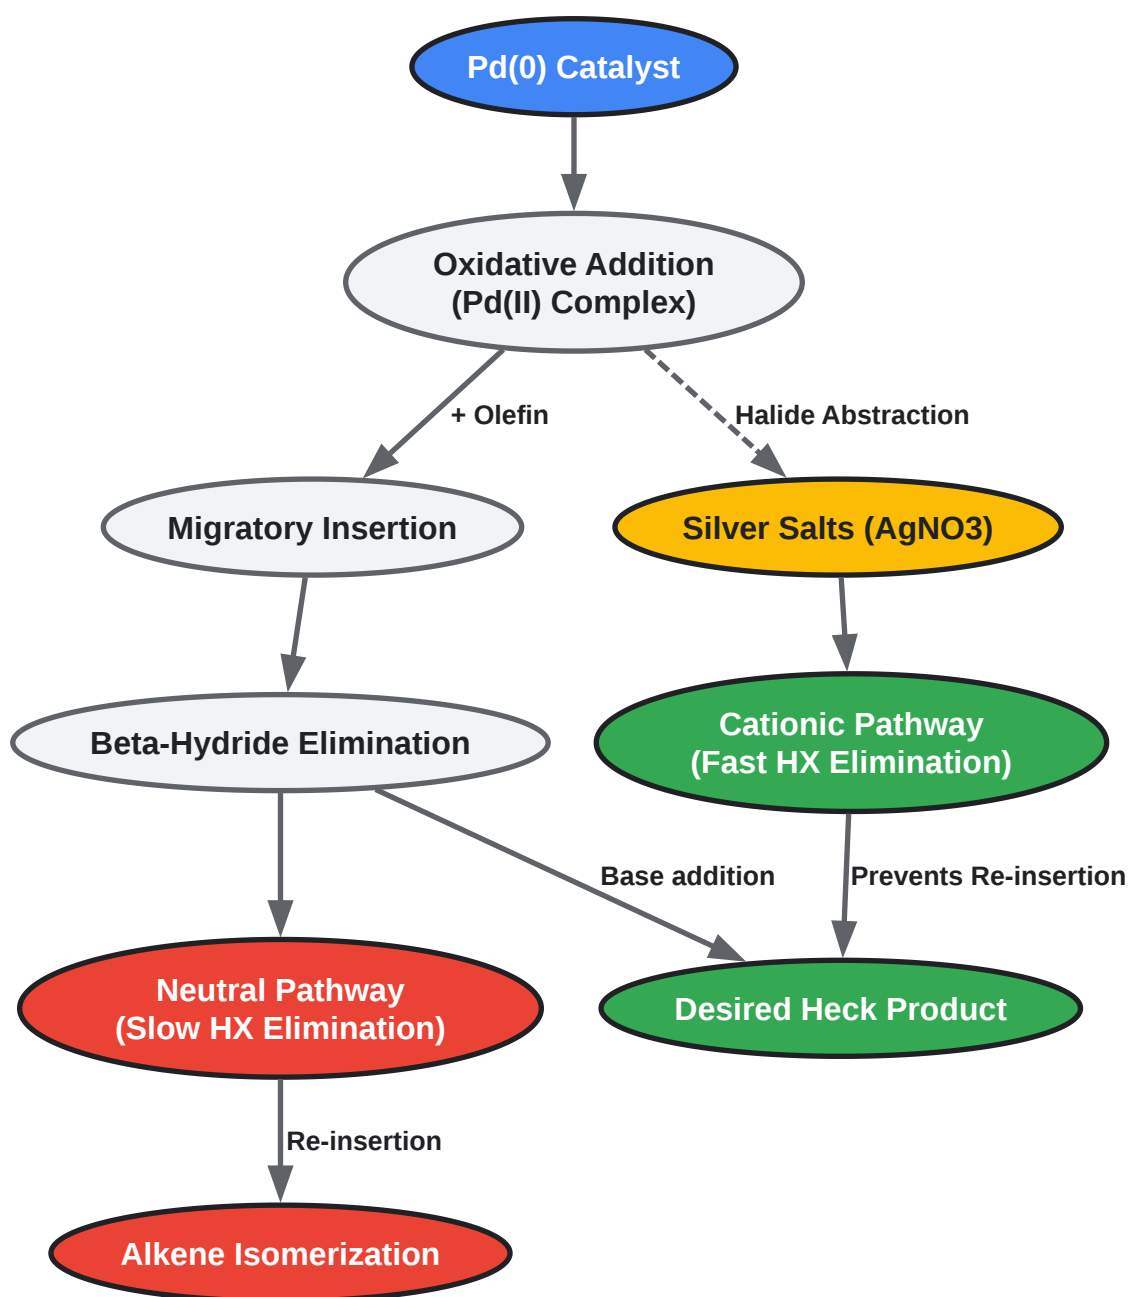 Pd(0) Catalyst
Oxidative Addition
(Pd(II) Complex)
+ Olefin
Halide Abstraction
Migratory Insertion
Silver Salts (AgNO3)
Beta-Hydride Elimination
Cationic Pathway
(Fast HX Elimination)
Base addition
Prevents Re-insertion
Neutral Pathway
(Slow HX Elimination)
Desired Heck Product
Re-insertion
Alkene Isomerization